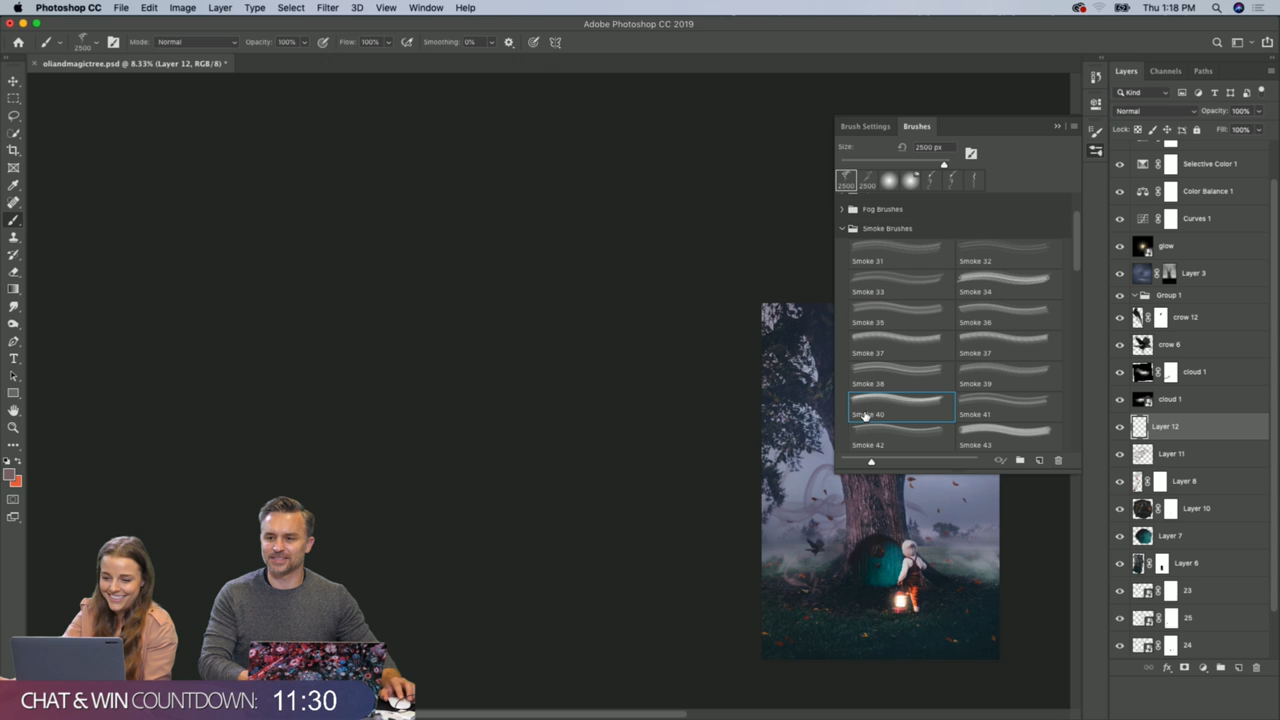 Photoshop CC File Edit Image Layer Type Select Filter 3D View Window Help Thu 1:18 PM
Adobe Photoshop CC 2019
2500 Mode: Normal Opacity: 100% Flow: 100% Smoothing: 0%
oliandmagictree.psd @ 8.33% (Layer 12, RGB/8) *
Brush Settings Brushes
Size: 2500 px
2500 2500
Fog Brushes
Smoke Brushes
Smoke 31 Smoke 32
Smoke 33 Smoke 34
Smoke 35 Smoke 36
Smoke 37 Smoke 37
Smoke 38 Smoke 39
Smoke 40 Smoke 41
Smoke 42 Smoke 43
Layers Channels Paths
Kind
Normal Opacity: 100%
Lock: Fill: 100%
Selective Color 1
Color Balance 1
Curves 1
glow
Layer 3
Group 1
crow 12
crow 6
cloud 1
cloud 1
Layer 12
Layer 11
Layer 8
Layer 10
Layer 7
Layer 6
23
25
24
CHAT & WIN COUNTDOWN: 11:30